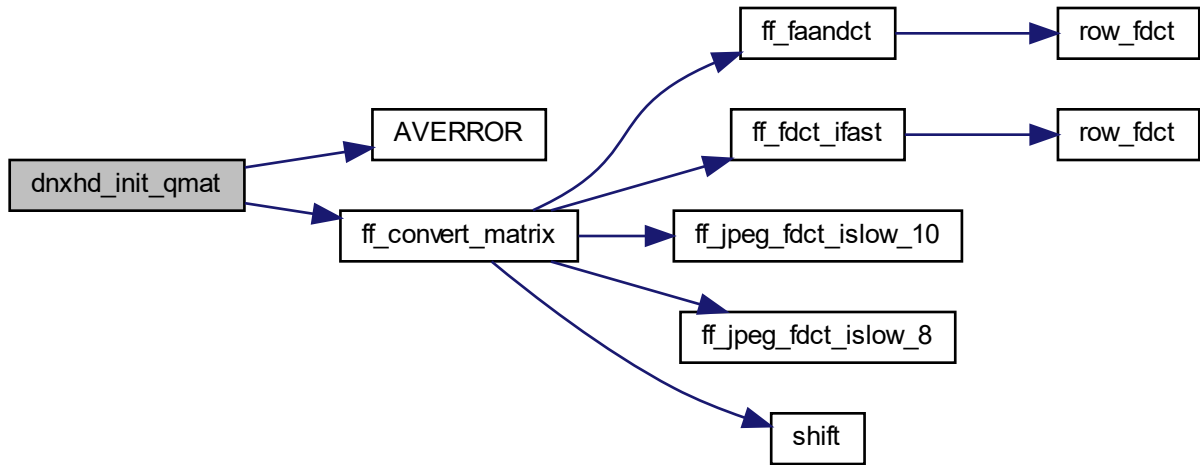 dnxhd_init_qmat
AVERROR
ff_convert_matrix
ff_faandct
row_fdct
ff_fdct_ifast
row_fdct
ff_jpeg_fdct_islow_10
ff_jpeg_fdct_islow_8
shift